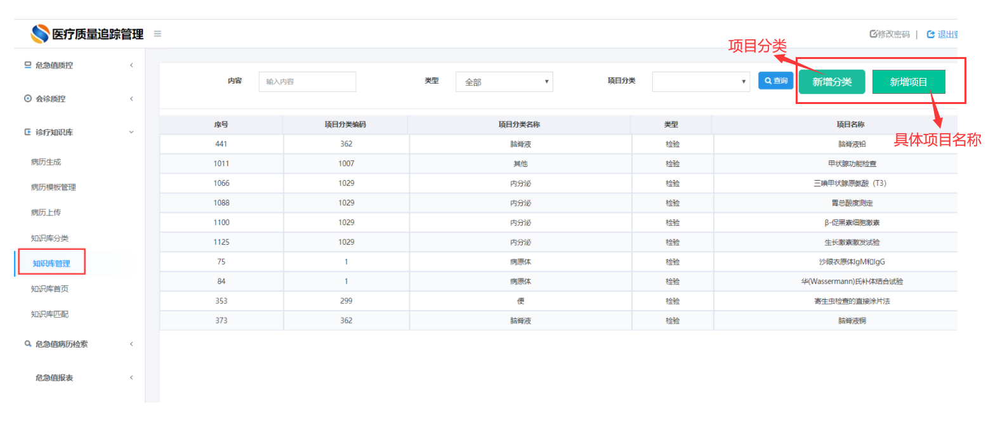 医疗质量追踪管理
修改密码 | 退出
项目分类
危急值质控
会诊质控
诊疗知识库
病历生成
病历模板管理
病历上传
知识库分类
知识库管理
知识库首页
知识库匹配
危急值病历检索
危急值报表
内容 输入内容 类型 全部 项目分类 查询 新增分类 新增项目
具体项目名称
序号 项目分类编码 项目分类名称 类型 项目名称
441 362 脑脊液 检验 脑脊液铅
1011 1007 其他 检验 甲状腺功能检查
1066 1029 内分泌 检验 三碘甲状腺原氨酸（T3）
1088 1029 内分泌 检验 胃总酸度测定
1100 1029 内分泌 检验 β-促黑素细胞激素
1125 1029 内分泌 检验 生长激素激发试验
75 1 病原体 检验 沙眼衣原体IgM和IgG
84 1 病原体 检验 华(Wassermann)氏补体结合试验
353 299 便 检验 寄生虫检查的直接涂片法
373 362 脑脊液 检验 脑脊液铜